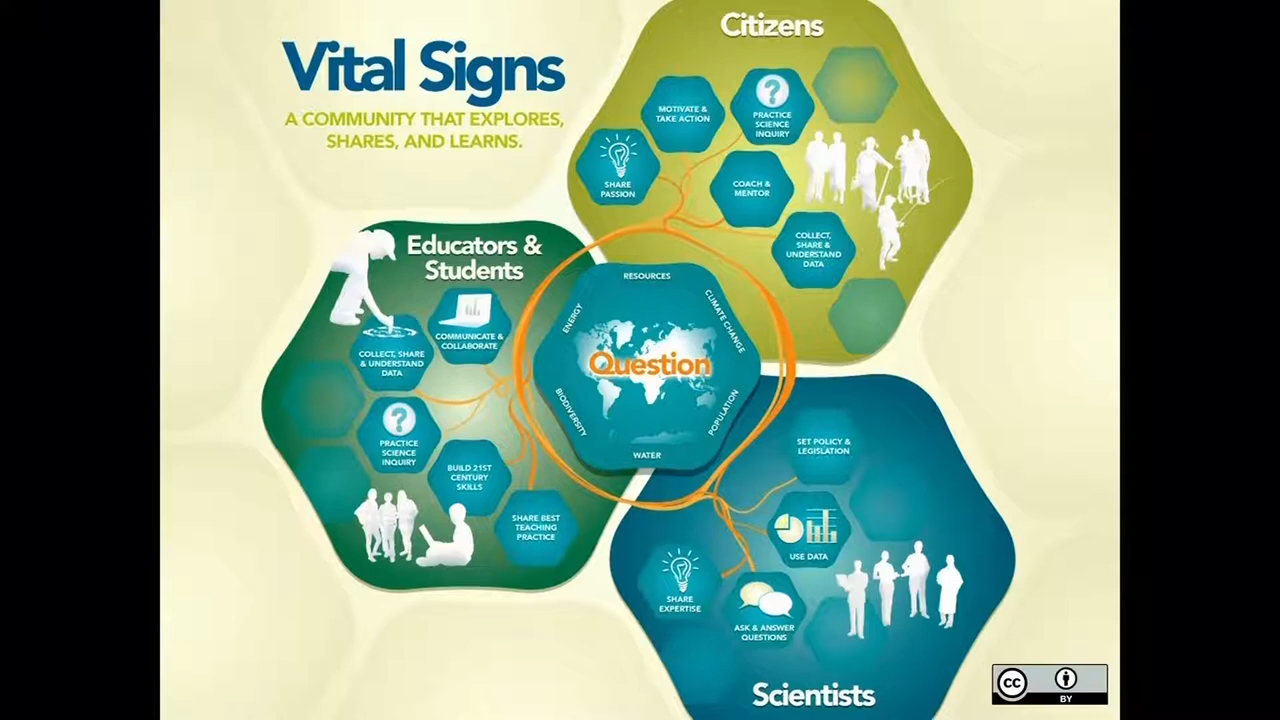 Vital Signs
A COMMUNITY THAT EXPLORES,
SHARES, AND LEARNS.
Citizens
MOTIVATE &
TAKE ACTION
?
PRACTICE
SCIENCE
INQUIRY
SHARE
PASSION
COACH &
MENTOR
COLLECT,
SHARE &
UNDERSTAND
DATA
Educators &
Students
COMMUNICATE &
COLLABORATE
COLLECT, SHARE
& UNDERSTAND
DATA
?
PRACTICE
SCIENCE
INQUIRY
BUILD 21ST
CENTURY
SKILLS
SHARE BEST
TEACHING
PRACTICE
RESOURCES
ENERGY
CLIMATE CHANGE
Question
BIODIVERSITY
POPULATION
WATER
SET POLICY &
LEGISLATION
USE DATA
SHARE
EXPERTISE
ASK & ANSWER
QUESTIONS
Scientists
CC
BY